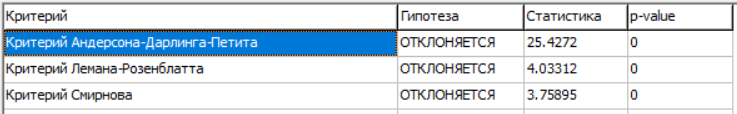 Критерий Гипотеза Статистика p-value
Критерий Андерсона-Дарлинга-Петита ОТКЛОНЯЕТСЯ 25.4272 0
Критерий Лемана-Розенблатта ОТКЛОНЯЕТСЯ 4.03312 0
Критерий Смирнова ОТКЛОНЯЕТСЯ 3.75895 0